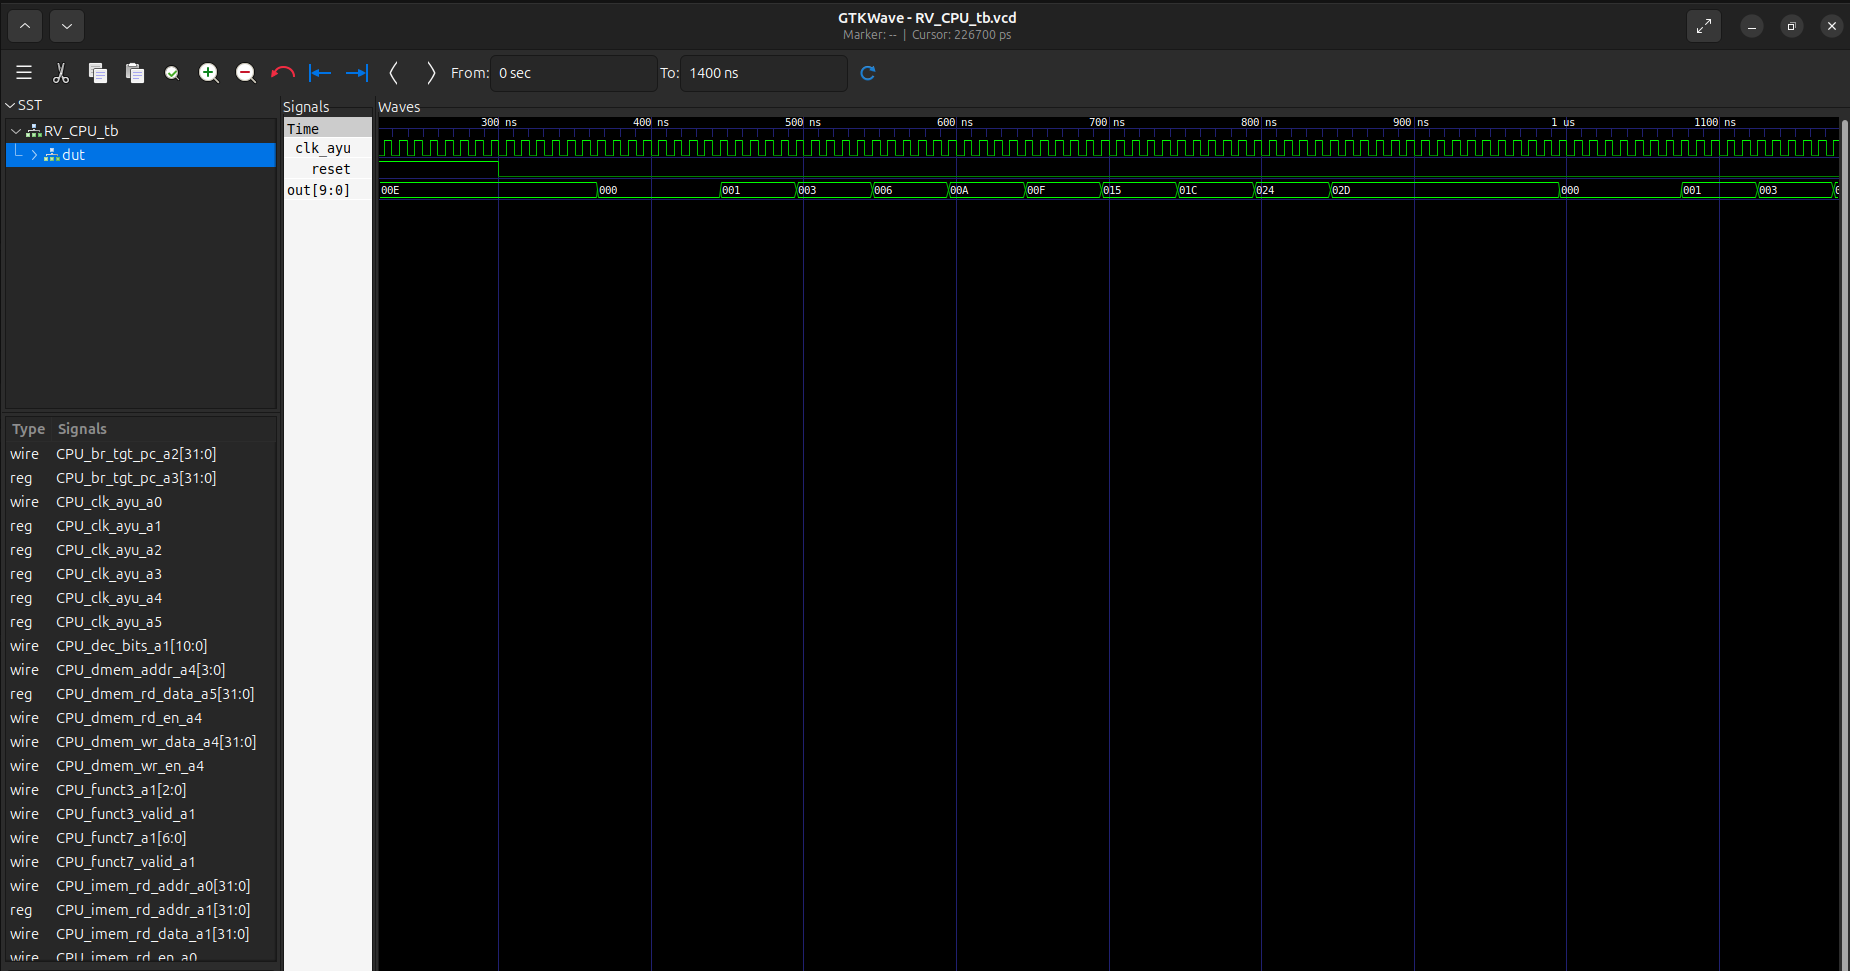 GTKWave - RV_CPU_tb.vcd
Marker: -- | Cursor: 226700 ps
From: 0 sec To: 1400 ns
SST
RV_CPU_tb
dut
Type Signals
wire CPU_br_tgt_pc_a2[31:0]
reg CPU_br_tgt_pc_a3[31:0]
wire CPU_clk_ayu_a0
reg CPU_clk_ayu_a1
reg CPU_clk_ayu_a2
reg CPU_clk_ayu_a3
reg CPU_clk_ayu_a4
reg CPU_clk_ayu_a5
wire CPU_dec_bits_a1[10:0]
wire CPU_dmem_addr_a4[3:0]
reg CPU_dmem_rd_data_a5[31:0]
wire CPU_dmem_rd_en_a4
wire CPU_dmem_wr_data_a4[31:0]
wire CPU_dmem_wr_en_a4
wire CPU_funct3_a1[2:0]
wire CPU_funct3_valid_a1
wire CPU_funct7_a1[6:0]
wire CPU_funct7_valid_a1
wire CPU_imem_rd_addr_a0[31:0]
reg CPU_imem_rd_addr_a1[31:0]
wire CPU_imem_rd_data_a1[31:0]
wire CPU_imem_rd_en_a0
Signals
Time
clk_ayu
reset
out[9:0]
Waves
300 ns 400 ns 500 ns 600 ns 700 ns 800 ns 900 ns 1 us 1100 ns
00E 000 001 003 006 00A 00F 015 01C 024 02D 000 001 003